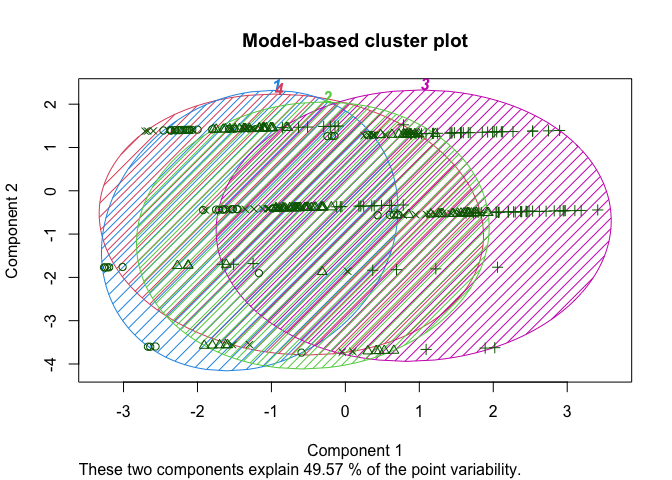 Model-based cluster plot
1
4
2
3
2
1
0
-1
-2
-3
-4
Component 2
-3 -2 -1 0 1 2 3
Component 1
These two components explain 49.57 % of the point variability.